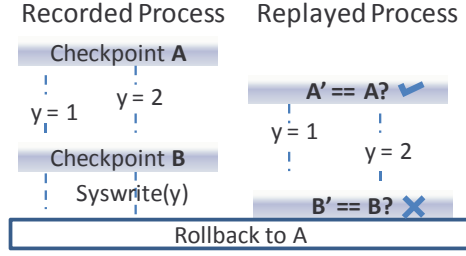 Recorded Process Replayed Process
Checkpoint A
y = 1 y = 2
A' == A?
y = 1
y = 2
Checkpoint B
Syswrite(y)
B' == B?
Rollback to A